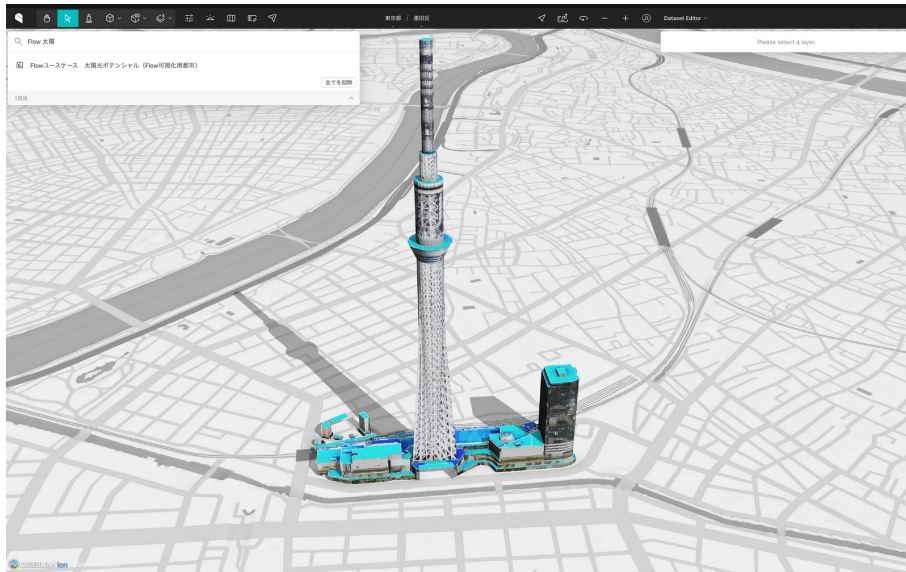 東京都 / 墨田区
Dataset Editor
Flow 太陽
Flowユースケース 太陽光ポテンシャル（Flow可視化用都市）
全てを削除
1項目
Please select a layer.
CESIUM ion